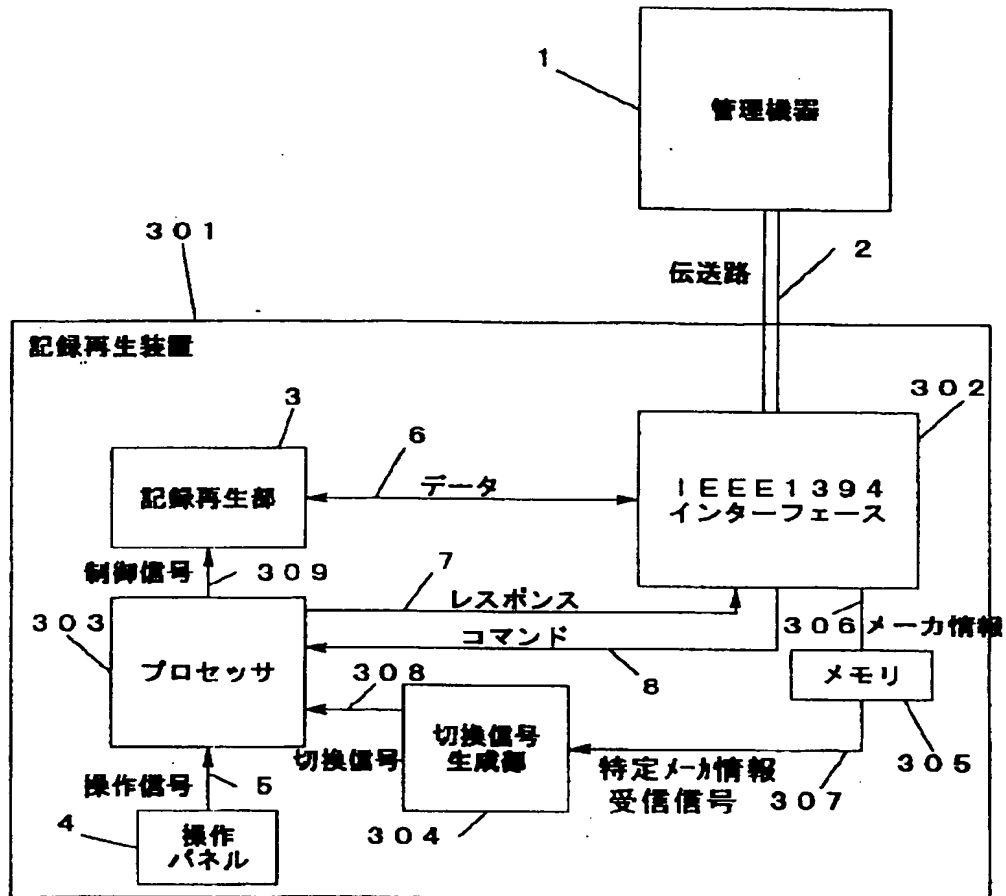 1
管理機器
301
伝送路
2
記録再生装置
302
3
6
記録再生部
データ
IEEE1394
インターフェース
制御信号
309
7
レスポンス
303
コマンド
306
メーカ情報
プロセッサ
308
8
メモリ
切換信号
切換信号
生成部
操作信号
5
特定メーカ情報
受信信号
307
305
4
操作
パネル
304